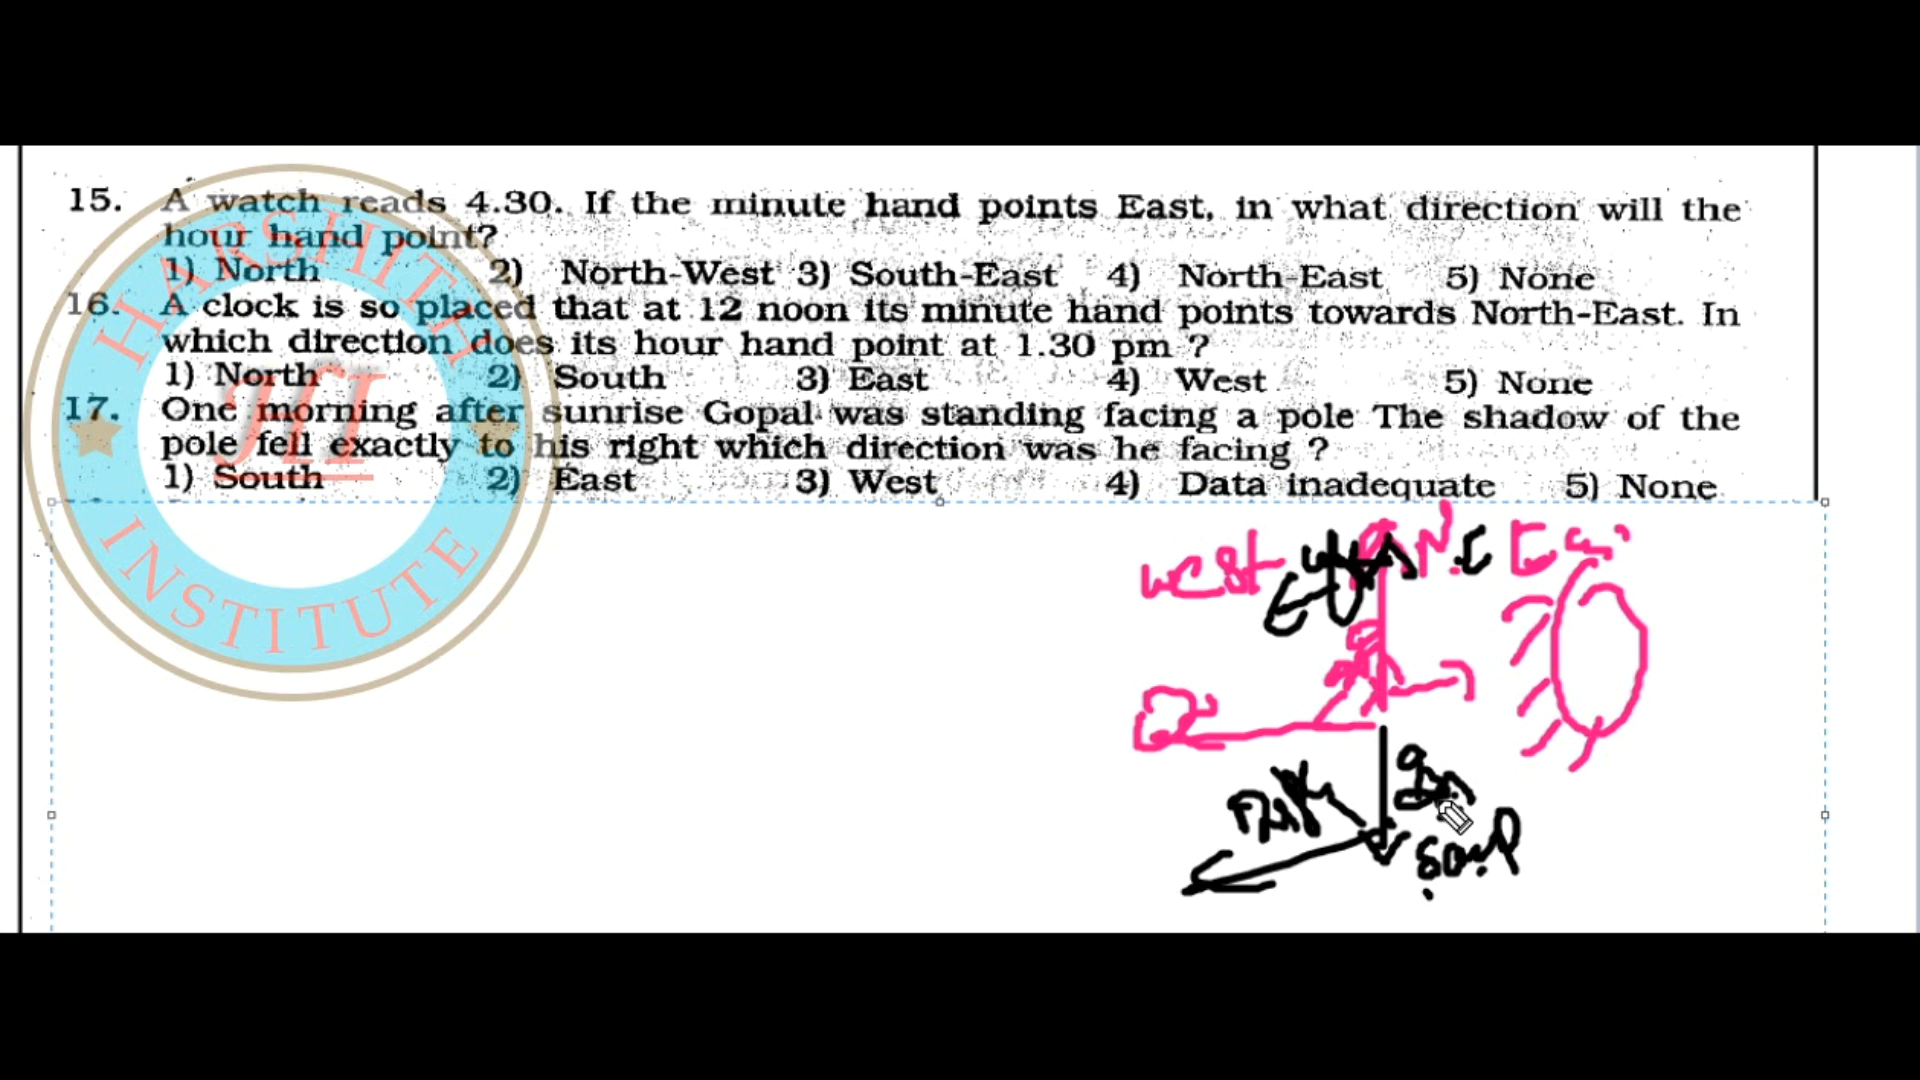 15. A watch reads 4.30. If the minute hand points East, in what direction will the
hour hand point?
1) North 2) North-West 3) South-East 4) North-East 5) None
16. A clock is so placed that at 12 noon its minute hand points towards North-East. In
which direction does its hour hand point at 1.30 pm ?
1) North 2) South 3) East 4) West 5) None
17. One morning after sunrise Gopal was standing facing a pole The shadow of the
pole fell exactly to his right which direction was he facing ?
1) South 2) East 3) West 4) Data inadequate 5) None
HARSHITH
HI
INSTITUTE
west
N
E